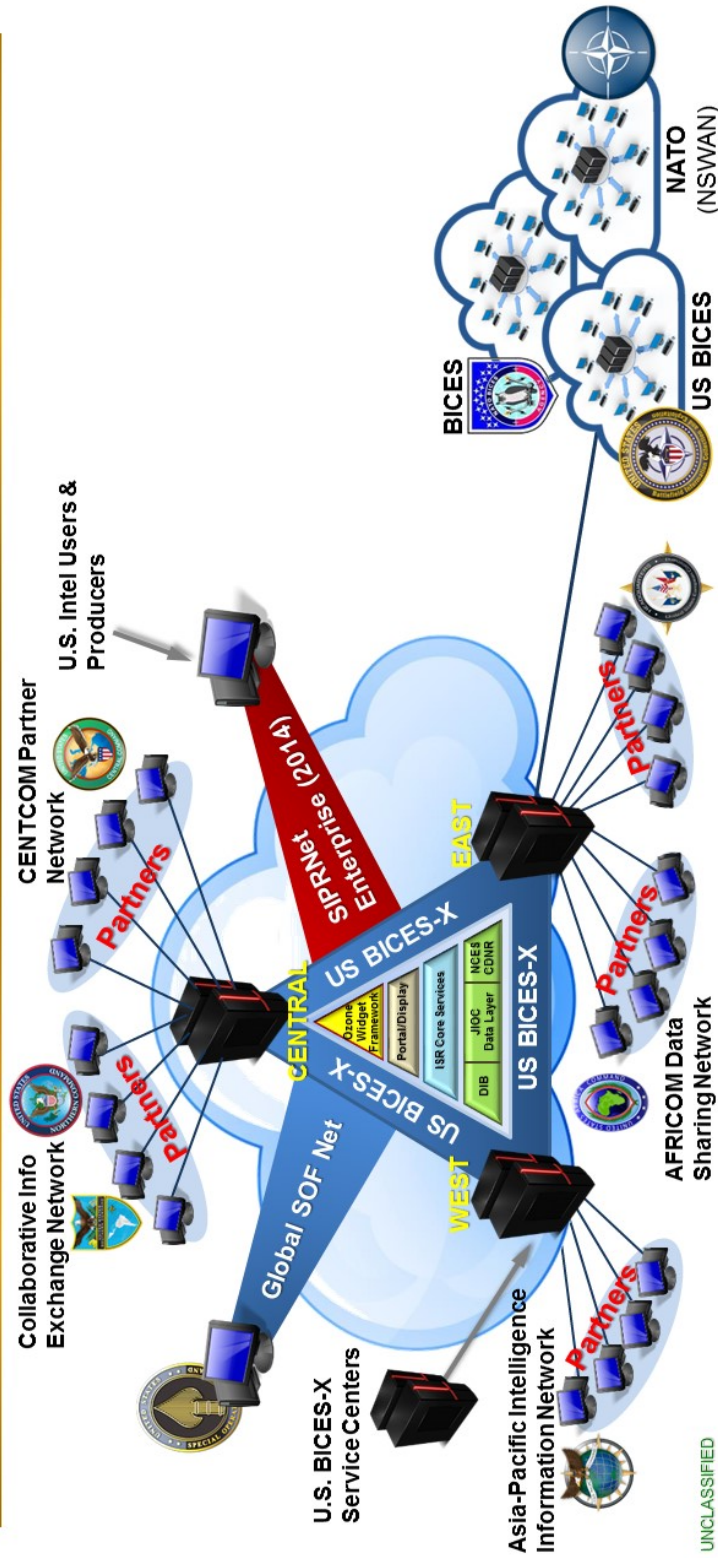 Collaborative Info
Exchange Network
CENTCOM Partner
Network
U.S. Intel Users &
Producers
Partners
Partners
Global SOF Net
SIPRNet
Enterprise (2014)
CENTRAL
US BICES-X
US BICES-X
Ozone
Widget
Framework
Portal/Display
ISR Core Services
DIB
JIOC
Data Layer
NCES
CDNR
US BICES-X
WEST
EAST
U.S. BICES-X
Service Centers
Asia-Pacific Intelligence
Information Network
Partners
Partners
Partners
AFRICOM Data
Sharing Network
BICES
US BICES
NATO
(NSWAN)
UNCLASSIFIED